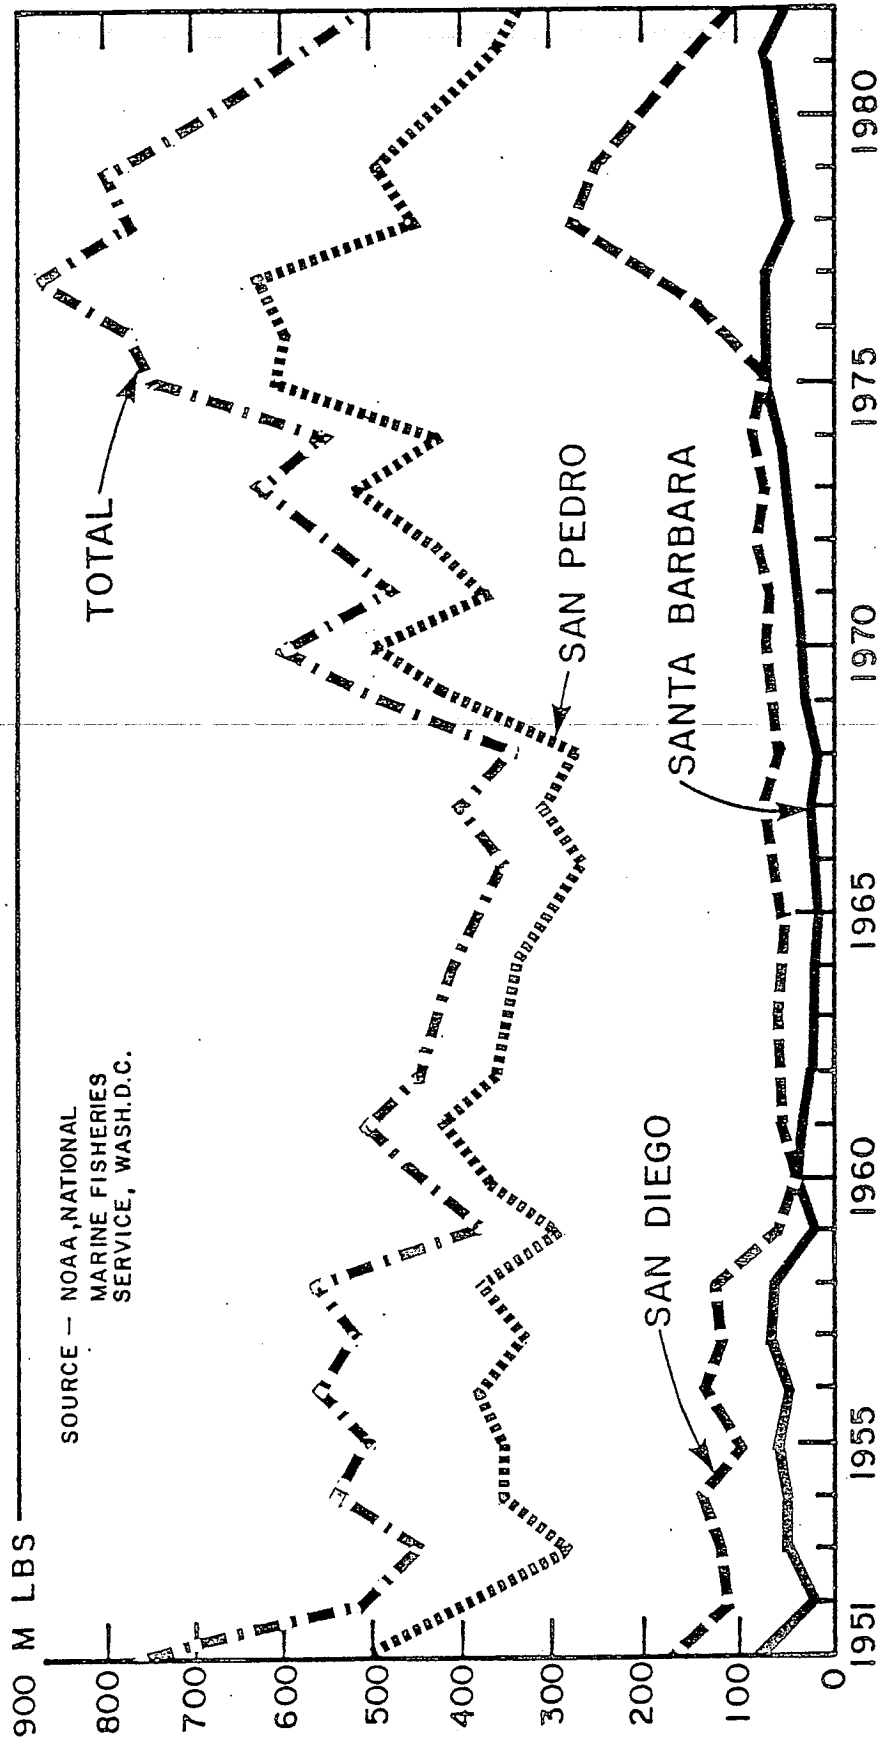 900 M LBS
800
700
600
500
400
300
200
100
0
SOURCE — NOAA, NATIONAL
MARINE FISHERIES
SERVICE, WASH.D.C.
TOTAL
SAN PEDRO
SAN DIEGO
SANTA BARBARA
1951
1955
1960
1965
1970
1975
1980